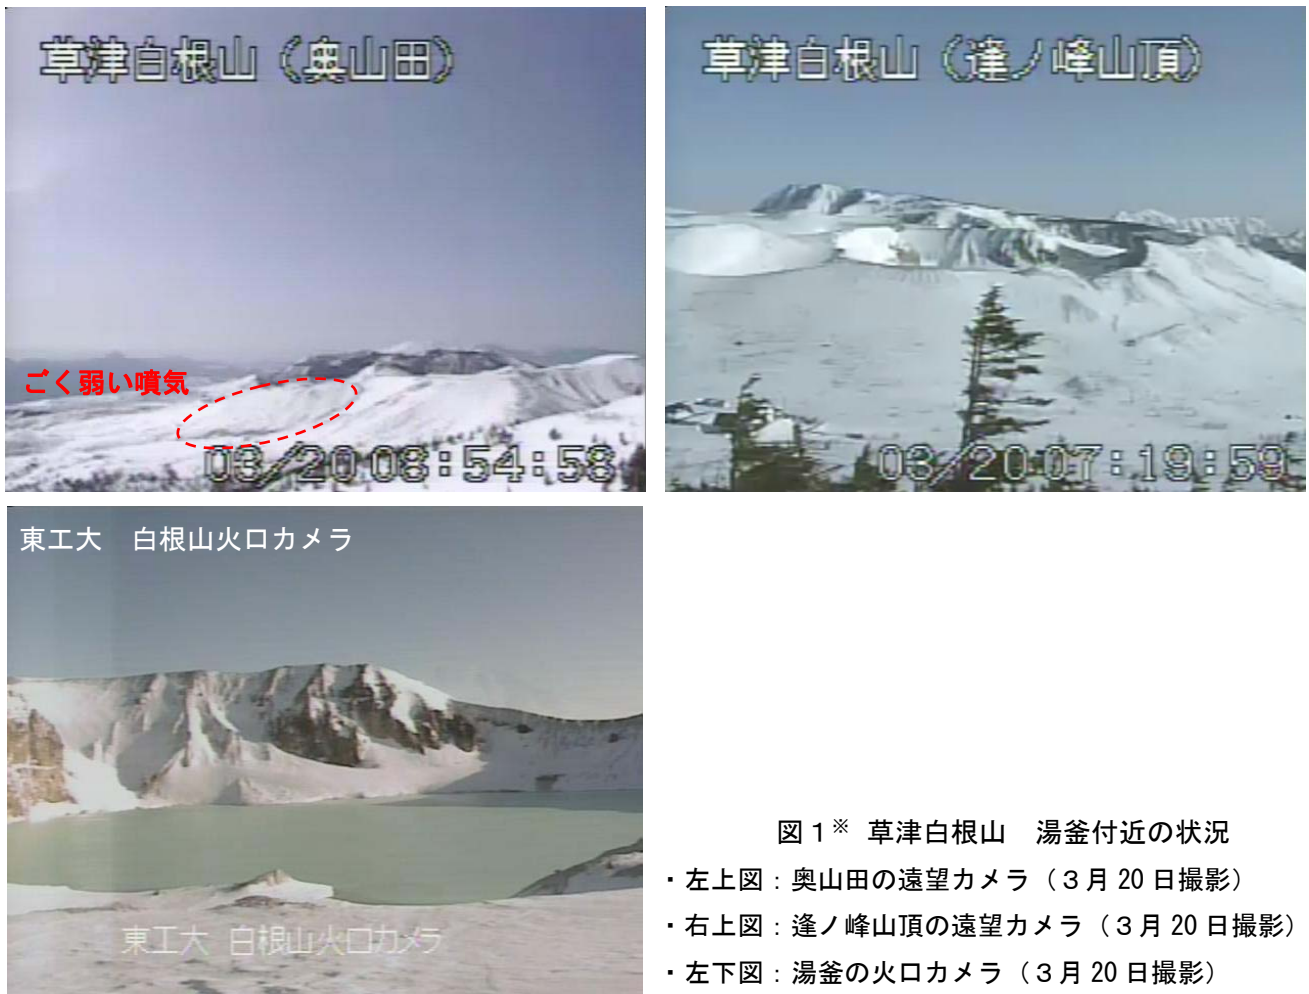 草津白根山（奥山田）
ごく弱い噴気
03/20 08:54:58
草津白根山（逢ノ峰山頂）
03/20 07:19:59
東工大　白根山火口カメラ
東工大 白根山火口カメラ
図１※ 草津白根山　湯釜付近の状況
・左上図：奥山田の遠望カメラ（３月 20 日撮影）
・右上図：逢ノ峰山頂の遠望カメラ（３月 20 日撮影）
・左下図：湯釜の火口カメラ（３月 20 日撮影）